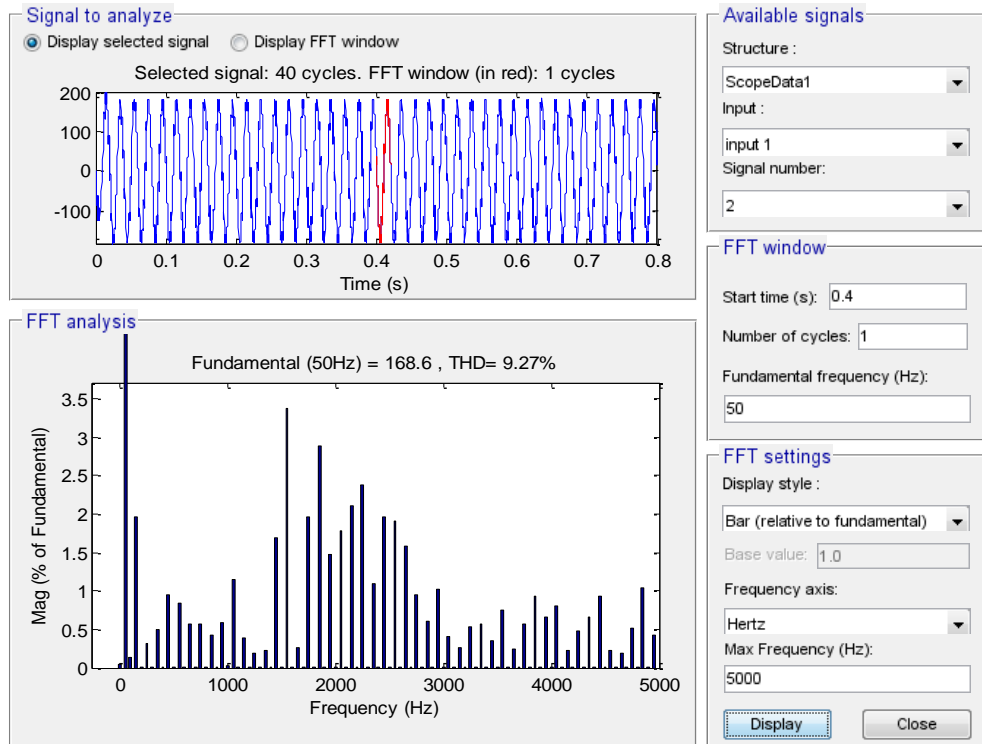 Signal to analyze
Display selected signal
Display FFT window
Selected signal: 40 cycles. FFT window (in red): 1 cycles
200
100
0
-100
0 0.1 0.2 0.3 0.4 0.5 0.6 0.7 0.8
Time (s)
FFT analysis
Fundamental (50Hz) = 168.6 , THD= 9.27%
Mag (% of Fundamental)
3.5
3
2.5
2
1.5
1
0.5
0
0 1000 2000 3000 4000 5000
Frequency (Hz)
Available signals
Structure :
ScopeData1
Input :
input 1
Signal number:
2
FFT window
Start time (s): 0.4
Number of cycles: 1
Fundamental frequency (Hz):
50
FFT settings
Display style :
Bar (relative to fundamental)
Base value: 1.0
Frequency axis:
Hertz
Max Frequency (Hz):
5000
Display
Close